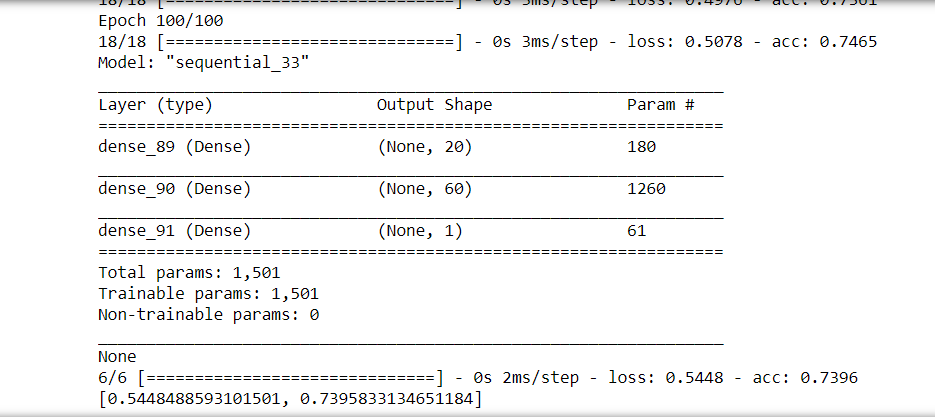 18/18 [==============================] - 0s 3ms/step - loss: 0.4976 - acc: 0.7361
Epoch 100/100
18/18 [==============================] - 0s 3ms/step - loss: 0.5078 - acc: 0.7465
Model: "sequential_33"
_________________________________________________________________
Layer (type)                 Output Shape              Param #
=================================================================
dense_89 (Dense)             (None, 20)                180
_________________________________________________________________
dense_90 (Dense)             (None, 60)                1260
_________________________________________________________________
dense_91 (Dense)             (None, 1)                 61
=================================================================
Total params: 1,501
Trainable params: 1,501
Non-trainable params: 0
_________________________________________________________________
None
6/6 [==============================] - 0s 2ms/step - loss: 0.5448 - acc: 0.7396
[0.5448488593101501, 0.7395833134651184]